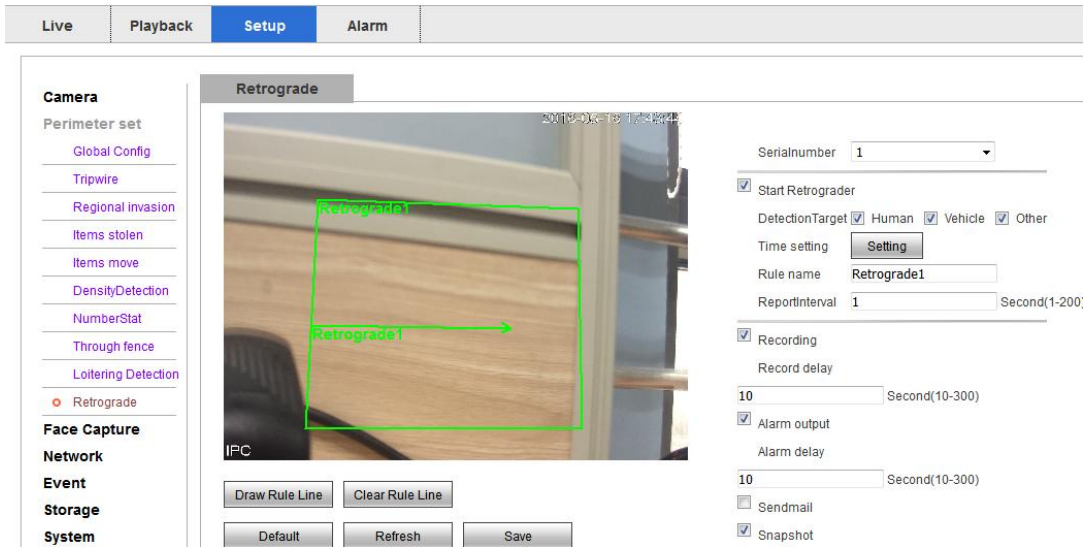 Live Playback Setup Alarm
Camera
Perimeter set
Global Config
Tripwire
Regional invasion
Items stolen
Items move
DensityDetection
NumberStat
Through fence
Loitering Detection
Retrograde
Face Capture
Network
Event
Storage
System
Retrograde
Retrograde1
Retrograde1
IPC
Draw Rule Line Clear Rule Line
Default Refresh Save
Serialnumber 1
Start Retrograder
DetectionTarget Human Vehicle Other
Time setting Setting
Rule name Retrograde1
ReportInterval 1 Second(1-200)
Recording
Record delay
10 Second(10-300)
Alarm output
Alarm delay
10 Second(10-300)
Sendmail
Snapshot